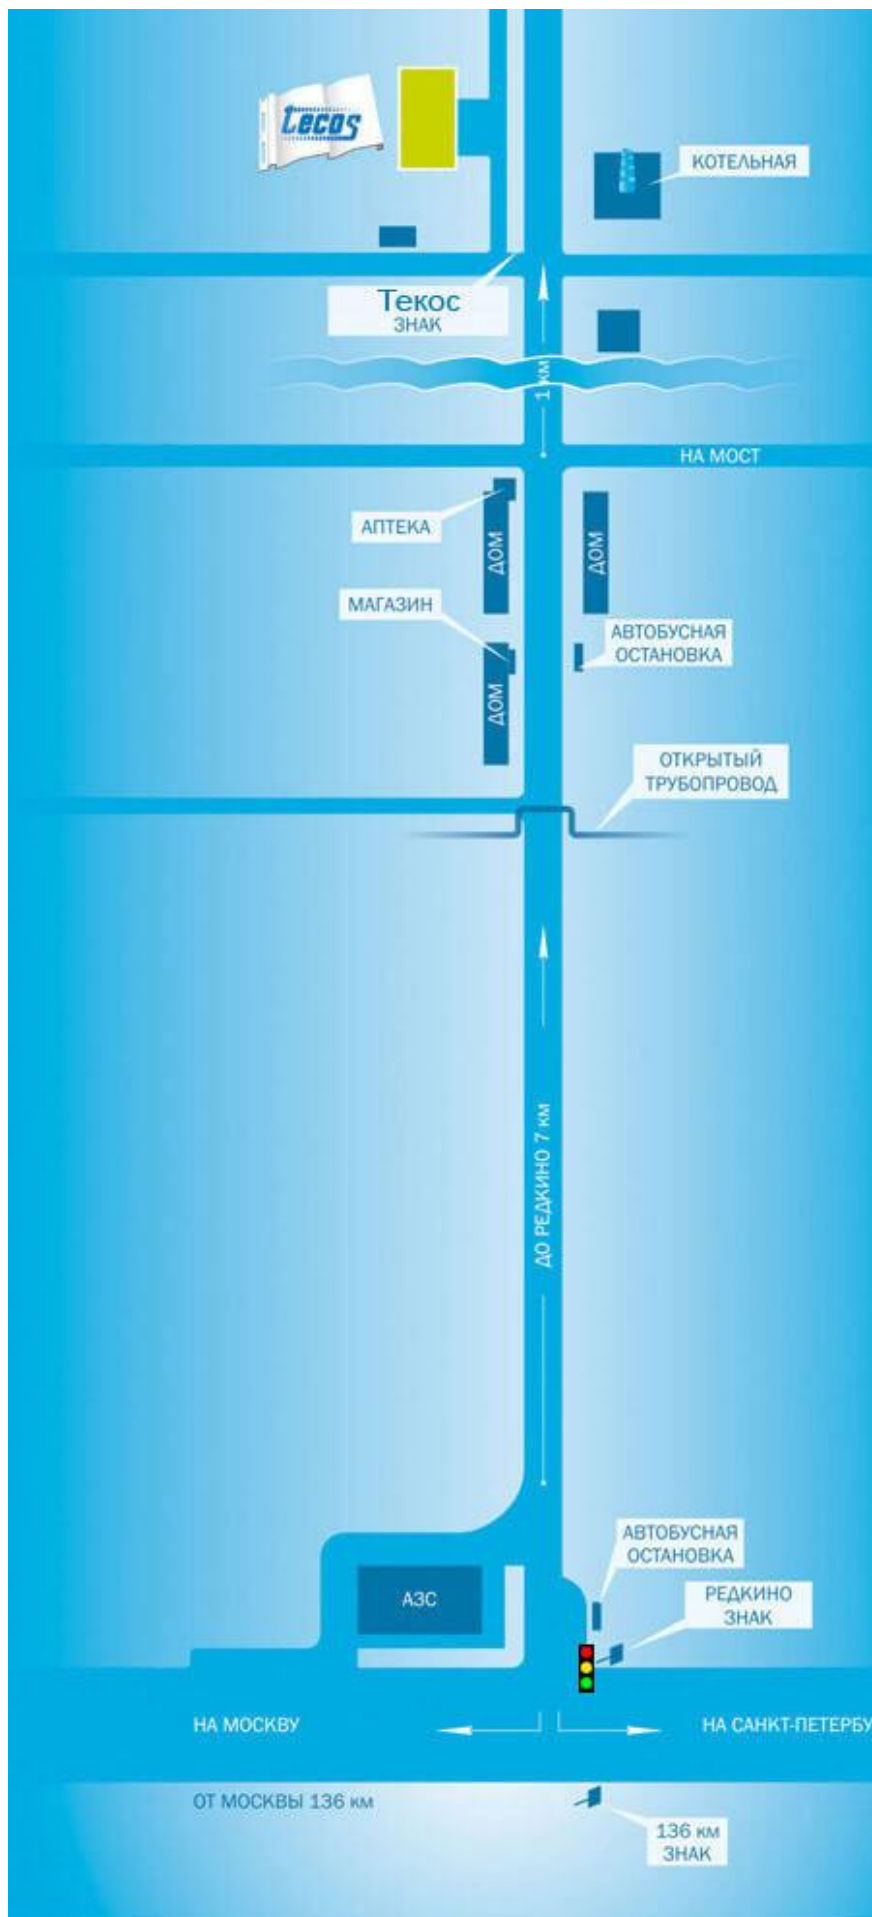 Tecos
КОТЕЛЬНАЯ
Текос
ЗНАК
1 км
НА МОСТ
АПТЕКА
ДОМ
ДОМ
МАГАЗИН
АВТОБУСНАЯ
ОСТАНОВКА
ДОМ
ОТКРЫТЫЙ
ТРУБОПРОВОД
ДО РЕДКИНО 7 км
АВТОБУСНАЯ
ОСТАНОВКА
АЗС
РЕДКИНО
ЗНАК
НА МОСКВУ
НА САНКТ-ПЕТЕРБУ
ОТ МОСКВЫ 136 км
136 км
ЗНАК